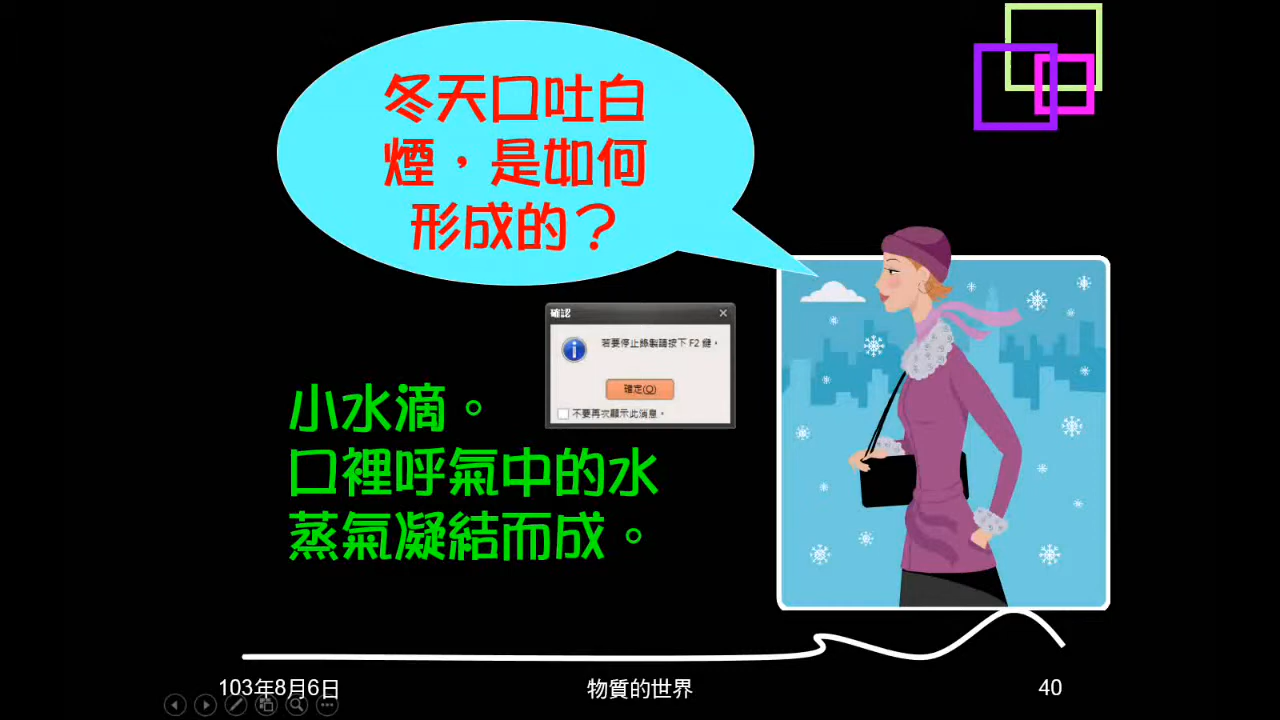 冬天口吐白
煙，是如何
形成的？
確認
若要停止錄製請按下 F2 鍵。
確定(O)
不要再次顯示此消息。
小水滴。
口裡呼氣中的水
蒸氣凝結而成。
103年8月6日
物質的世界
40